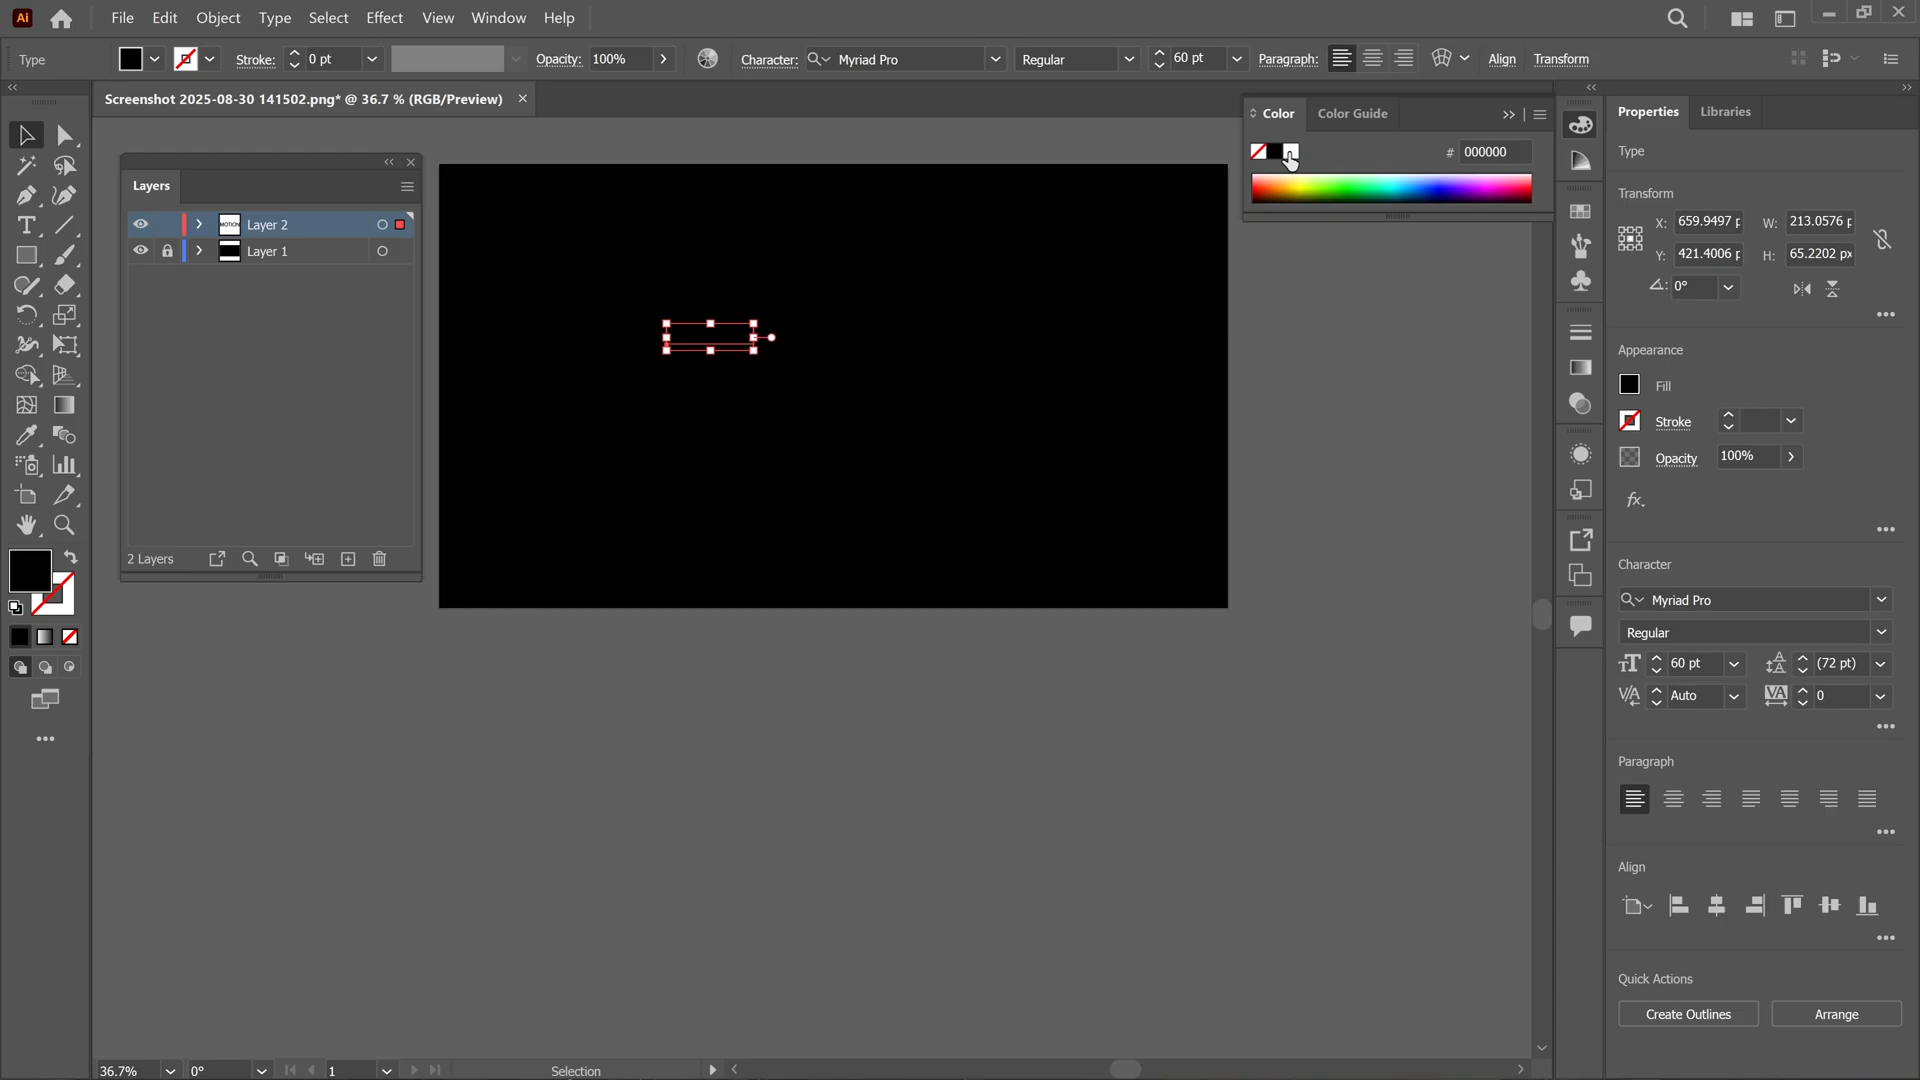 Ai
File Edit Object Type Select Effect View Window Help
Type Stroke: 0 pt Opacity: 100% Character: Myriad Pro Regular 60 pt Paragraph: Align Transform
Screenshot 2025-08-30 141502.png* @ 36.7 % (RGB/Preview)
Color Color Guide
# 000000
Layers
MOTION Layer 2
Layer 1
2 Layers
Properties Libraries
Type
Transform
X: 659.9497 p W: 213.0576 p
Y: 421.4006 p H: 65.2202 px
0°
Appearance
Fill
Stroke
Opacity 100%
fx.
Character
Myriad Pro
Regular
60 pt (72 pt)
Auto 0
Paragraph
Align
Quick Actions
Create Outlines Arrange
36.7% 0° 1 Selection